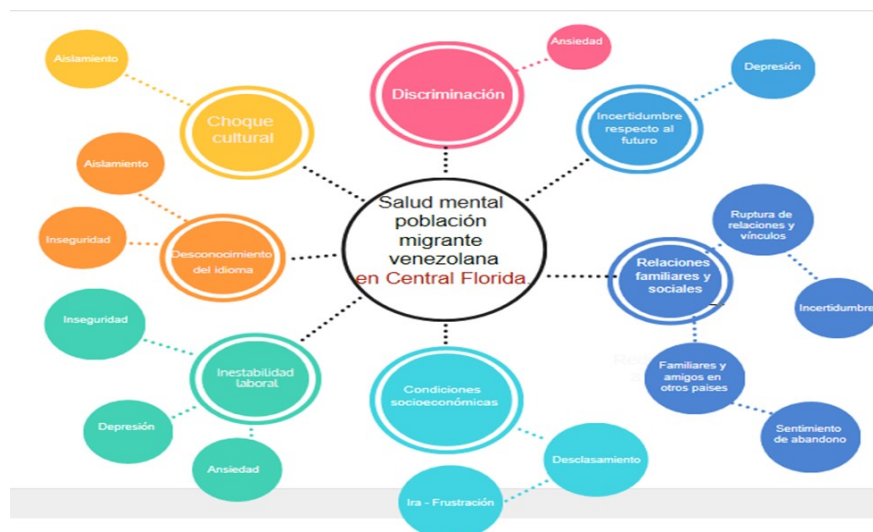 Aislamiento
Choque
cultural
Discriminación
Ansiedad
Incertidumbre
respecto al
futuro
Depresión
Aislamiento
Inseguridad
Desconocimiento
del idioma
Salud mental
población
migrante
venezolana
en Central Florida.
Relaciones
familiares y
sociales
Ruptura de
relaciones y
vínculos
Incertidumbre
Familiares y
amigos en
otros paises
Sentimiento
de abandono
Inseguridad
Inestabilidad
laboral
Depresión
Ansiedad
Condiciones
socioeconómicas
Desclasamiento
Ira - Frustración